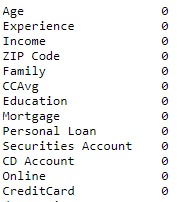 Age 0
Experience 0
Income 0
ZIP Code 0
Family 0
CCAvg 0
Education 0
Mortgage 0
Personal Loan 0
Securities Account 0
CD Account 0
Online 0
CreditCard 0